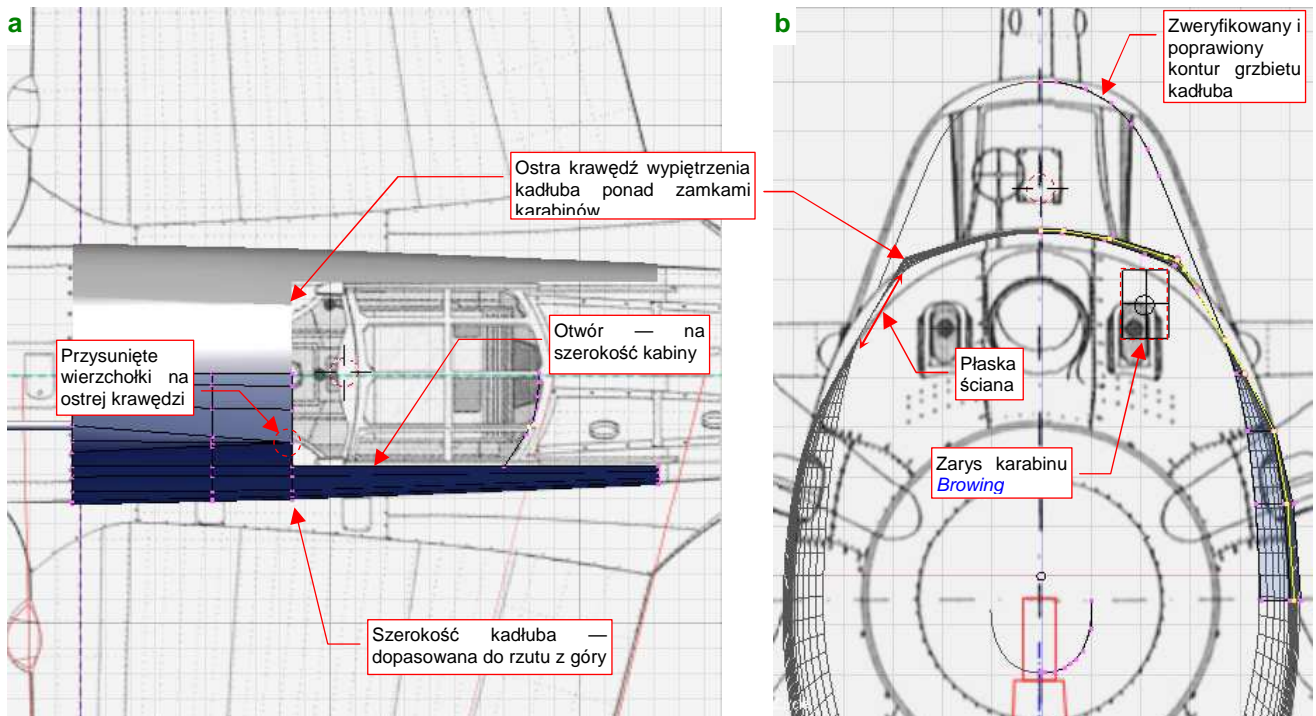 a
b
Zweryfikowany i
poprawiony
kontur grzbietu
kadłuba
Ostra krawędź wypiętrzenia
kadłuba ponad zamkami
karabinów
Otwór — na
szerokość kabiny
Przysunięte
wierzchołki na
ostrej krawędzi
Płaska
ściana
Zarys karabinu
Browing
Szerokość kadłuba —
dopasowana do rzutu z góry